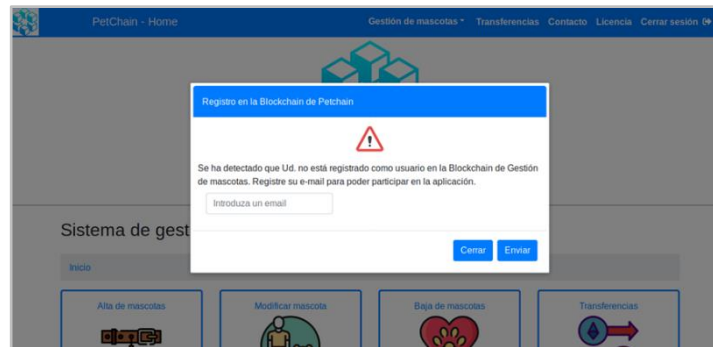 PetChain - Home
Gestión de mascotas Transferencias Contacto Licencia Cerrar sesión
Registro en la Blockchain de Petchain
Se ha detectado que Ud. no está registrado como usuario en la Blockchain de Gestión
de mascotas. Registre su e-mail para poder participar en la aplicación.
Introduza un email
Cerrar Enviar
Sistema de gest
Inicio
Alta de mascotas Modificar mascota Baja de mascotas Transferencias